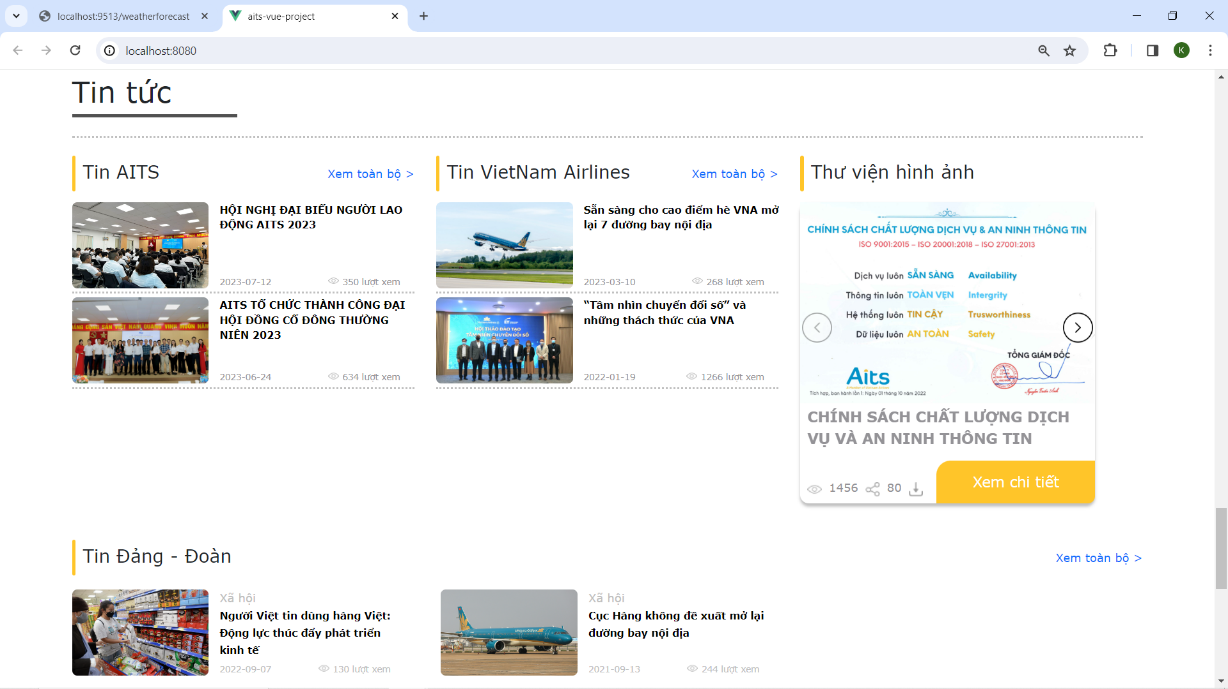 localhost:9513/weatherforecast
aits-vue-project
localhost:8080
K
Tin tức
Tin AITS
Xem toàn bộ >
HỘI NGHỊ ĐẠI BIỂU NGƯỜI LAO
ĐỘNG AITS 2023
2023-07-12
350 lượt xem
AITS TỔ CHỨC THÀNH CÔNG ĐẠI
HỘI ĐỒNG CỔ ĐÔNG THƯỜNG
NIÊN 2023
2023-06-24
634 lượt xem
Tin VietNam Airlines
Xem toàn bộ >
Sẵn sàng cho cao điểm hè VNA mở
lại 7 đường bay nội địa
2023-03-10
268 lượt xem
“Tầm nhìn chuyển đổi số” và
những thách thức của VNA
2022-01-19
1266 lượt xem
Thư viện hình ảnh
CHÍNH SÁCH CHẤT LƯỢNG DỊCH VỤ & AN NINH THÔNG TIN
ISO 9001:2015 – ISO 20001:2018 – ISO 27001:2013
Dịch vụ luôn SẴN SÀNG Availability
Thông tin luôn TOÀN VẸN Intergrity
Hệ thống luôn TIN CẬY Trusworthiness
Dữ liệu luôn AN TOÀN Safety
TỔNG GIÁM ĐỐC
Aits
CHÍNH SÁCH CHẤT LƯỢNG DỊCH
VỤ VÀ AN NINH THÔNG TIN
1456
80
Xem chi tiết
Tin Đảng - Đoàn
Xem toàn bộ >
Xã hội
Người Việt tin dùng hàng Việt:
Động lực thúc đẩy phát triển
kinh tế
2022-09-07
130 lượt xem
Xã hội
Cục Hàng không đề xuất mở lại
đường bay nội địa
2021-09-13
244 lượt xem